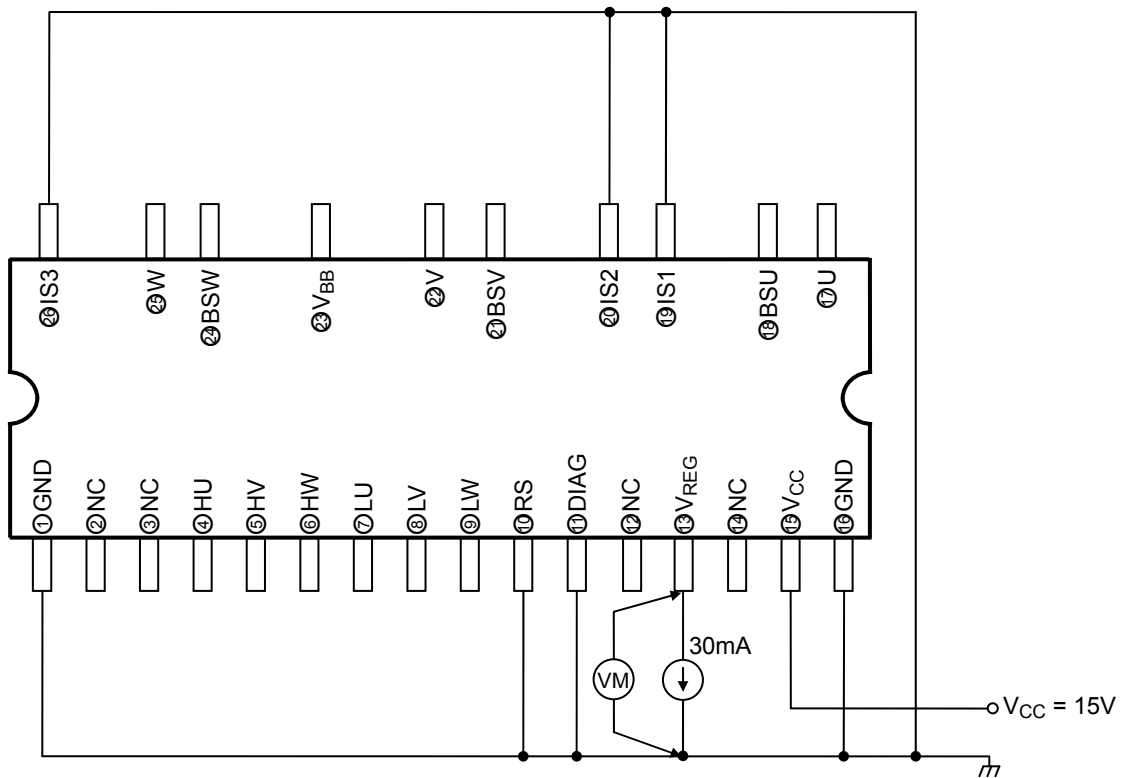 ㉖IS3
㉕W
㉔BSW
㉓VBB
㉒V
㉑BSV
⑳IS2
⑲IS1
⑱BSU
⑰U
①GND
②NC
③NC
④HU
⑤HV
⑥HW
⑦LU
⑧LV
⑨LW
⑩RS
⑪DIAG
⑫NC
⑬VREG
⑭NC
⑮VCC
⑯GND
30mA
VM
VCC = 15V